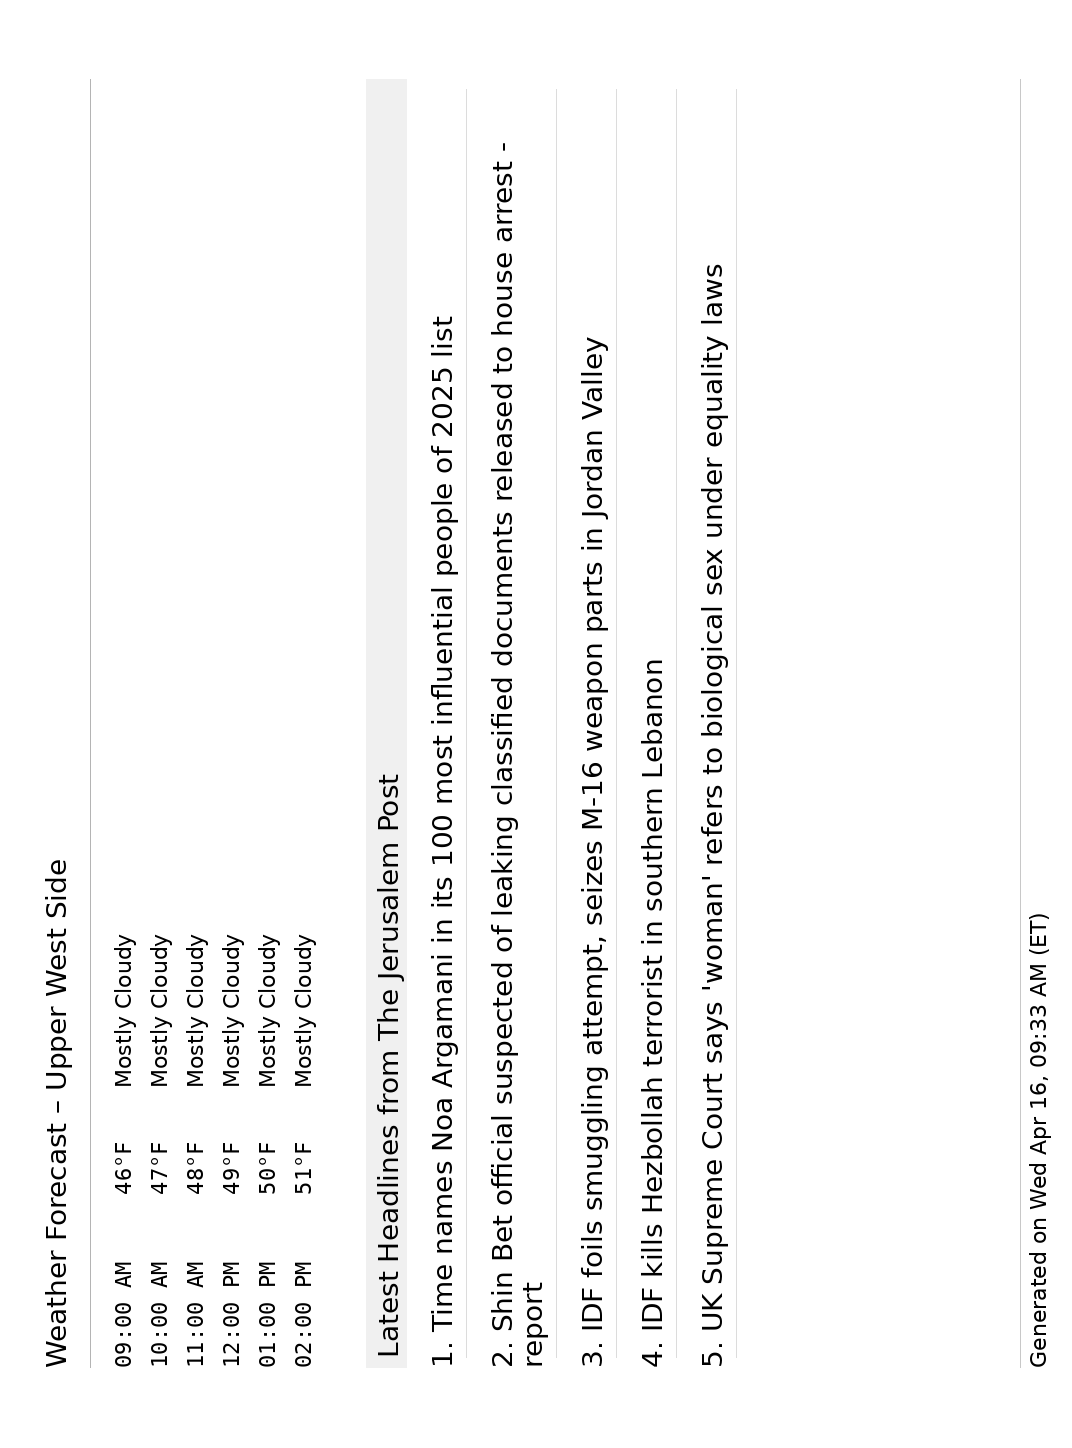 Weather Forecast – Upper West Side
09:00 AM 46°F Mostly Cloudy
10:00 AM 47°F Mostly Cloudy
11:00 AM 48°F Mostly Cloudy
12:00 PM 49°F Mostly Cloudy
01:00 PM 50°F Mostly Cloudy
02:00 PM 51°F Mostly Cloudy
Latest Headlines from The Jerusalem Post
1. Time names Noa Argamani in its 100 most influential people of 2025 list
2. Shin Bet official suspected of leaking classified documents released to house arrest -
report
3. IDF foils smuggling attempt, seizes M-16 weapon parts in Jordan Valley
4. IDF kills Hezbollah terrorist in southern Lebanon
5. UK Supreme Court says 'woman' refers to biological sex under equality laws
Generated on Wed Apr 16, 09:33 AM (ET)